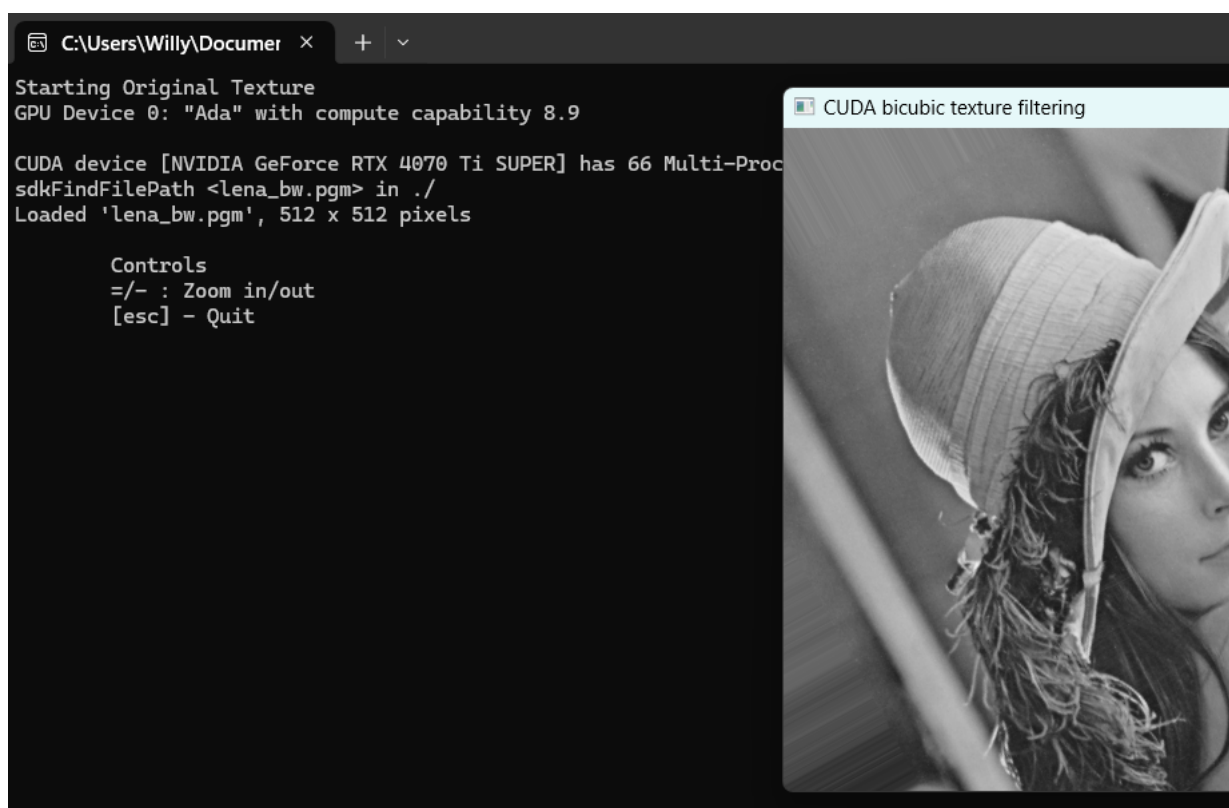 C:\Users\Willy\Documer
Starting Original Texture
GPU Device 0: "Ada" with compute capability 8.9
CUDA device [NVIDIA GeForce RTX 4070 Ti SUPER] has 66 Multi-Proc
sdkFindFilePath <lena_bw.pgm> in ./
Loaded 'lena_bw.pgm', 512 x 512 pixels
Controls
=/- : Zoom in/out
[esc] - Quit
CUDA bicubic texture filtering